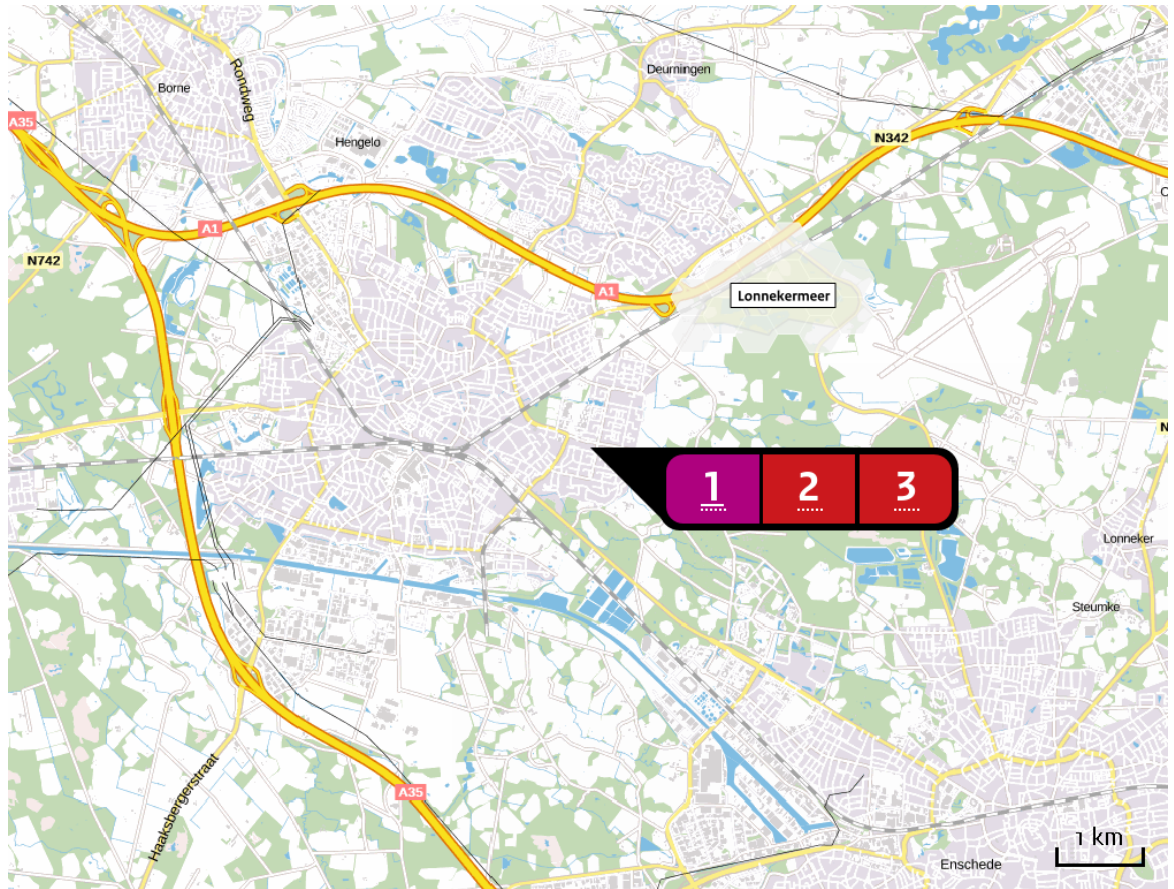 Deurningen
Borne
Rondweg
A35
Hengelo
N342
A1
N742
A1
Lonnekermeer
1
2
3
Lonneker
Steumke
A35
Haaksbergerstraat
1 km
Enschede